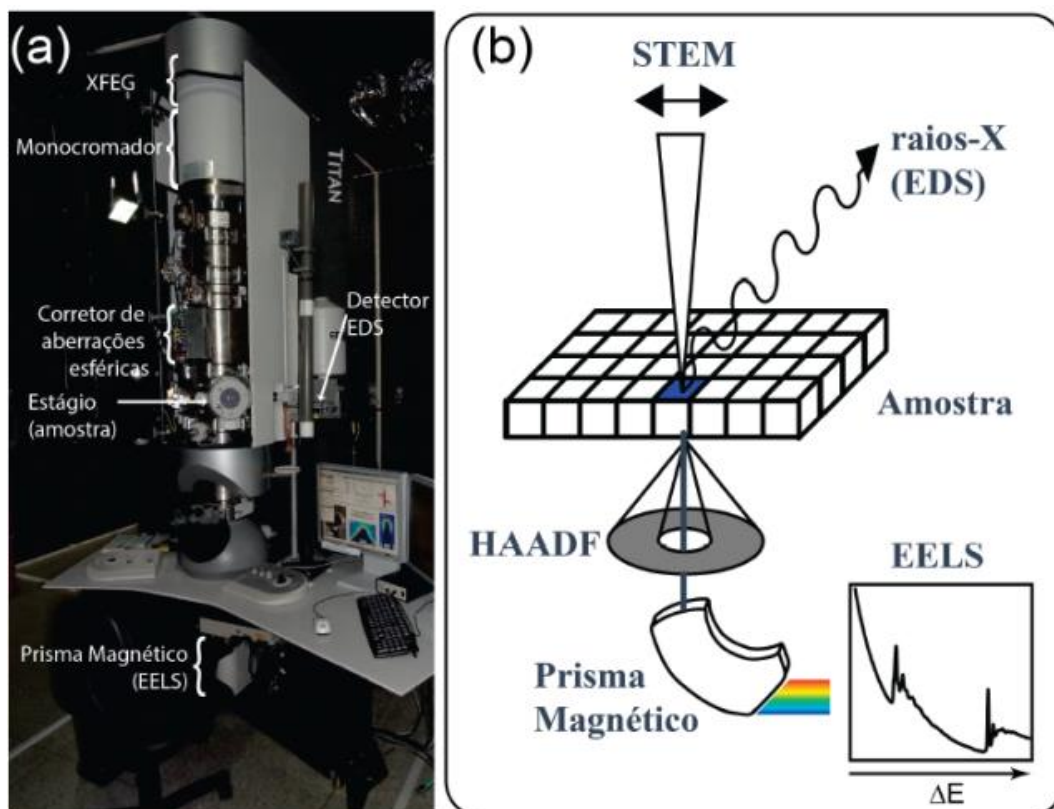 (a)
XFEG
Monocromador
TITAN
Detector
EDS
Corretor de
aberrações
esféricas
Estágio
(amostra)
Prisma Magnético
(EELS)
(b)
STEM
raios-X
(EDS)
Amostra
HAADF
EELS
Prisma
Magnético
ΔE